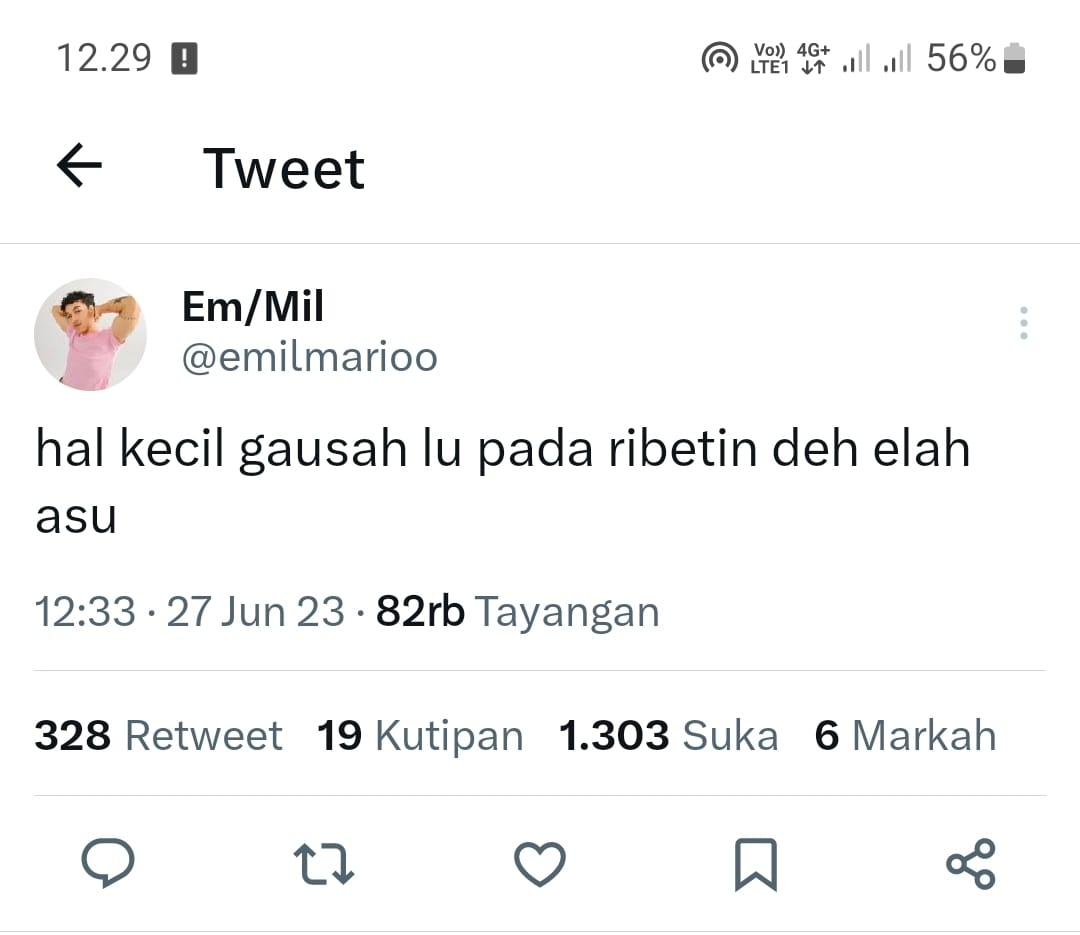 12.29
Vo)) LTE1 4G+ 56%
Tweet
Em/Mil
@emilmarioo
hal kecil gausah lu pada ribetin deh elah
asu
12:33 · 27 Jun 23 · 82rb Tayangan
328 Retweet 19 Kutipan 1.303 Suka 6 Markah